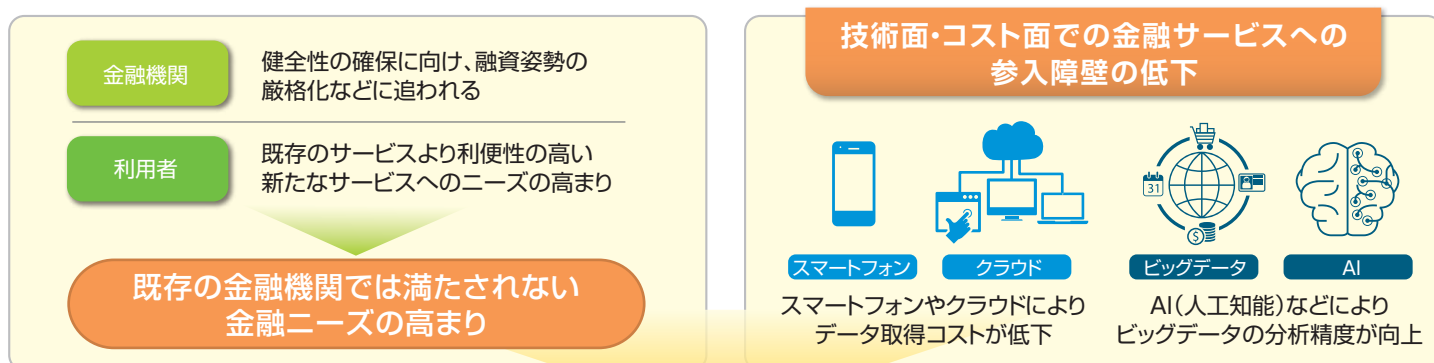 金融機関
健全性の確保に向け、融資姿勢の
厳格化などに追われる
利用者
既存のサービスより利便性の高い
新たなサービスへのニーズの高まり
既存の金融機関では満たされない
金融ニーズの高まり
技術面・コスト面での金融サービスへの
参入障壁の低下
31
$
スマートフォン
クラウド
スマートフォンやクラウドにより
データ取得コストが低下
ビッグデータ
AI
AI(人工知能)などにより
ビッグデータの分析精度が向上